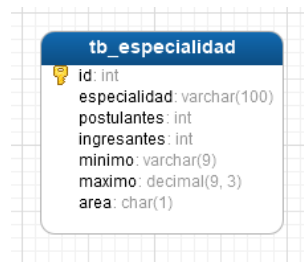 tb_especialidad
id: int
especialidad: varchar(100)
postulantes: int
ingresantes: int
minimo: varchar(9)
maximo: decimal(9, 3)
area: char(1)